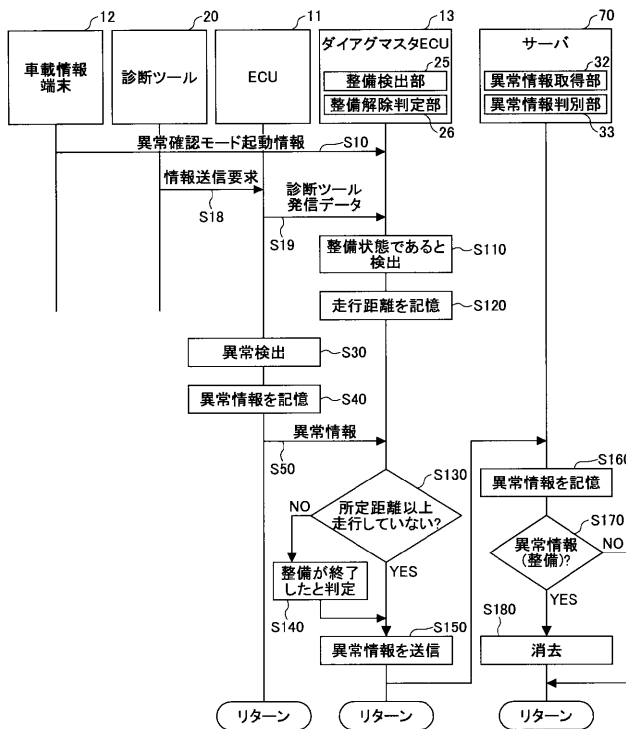 12
20
11
13
70
車載情報
端末
診断ツール
ECU
ダイアグマスタECU
25
整備検出部
整備解除判定部
26
サーバ
32
異常情報取得部
異常情報判別部
33
異常確認モード起動情報
S10
情報送信要求
S18
診断ツール
発信データ
S19
整備状態であると
検出
S110
走行距離を記憶
S120
異常検出
S30
異常情報を記憶
S40
異常情報
S50
S130
所定距離以上
走行していない?
NO
YES
整備が終了
したと判定
S140
S150
異常情報を送信
S160
異常情報を記憶
S170
異常情報
(整備)?
NO
YES
S180
消去
リターン
リターン
リターン